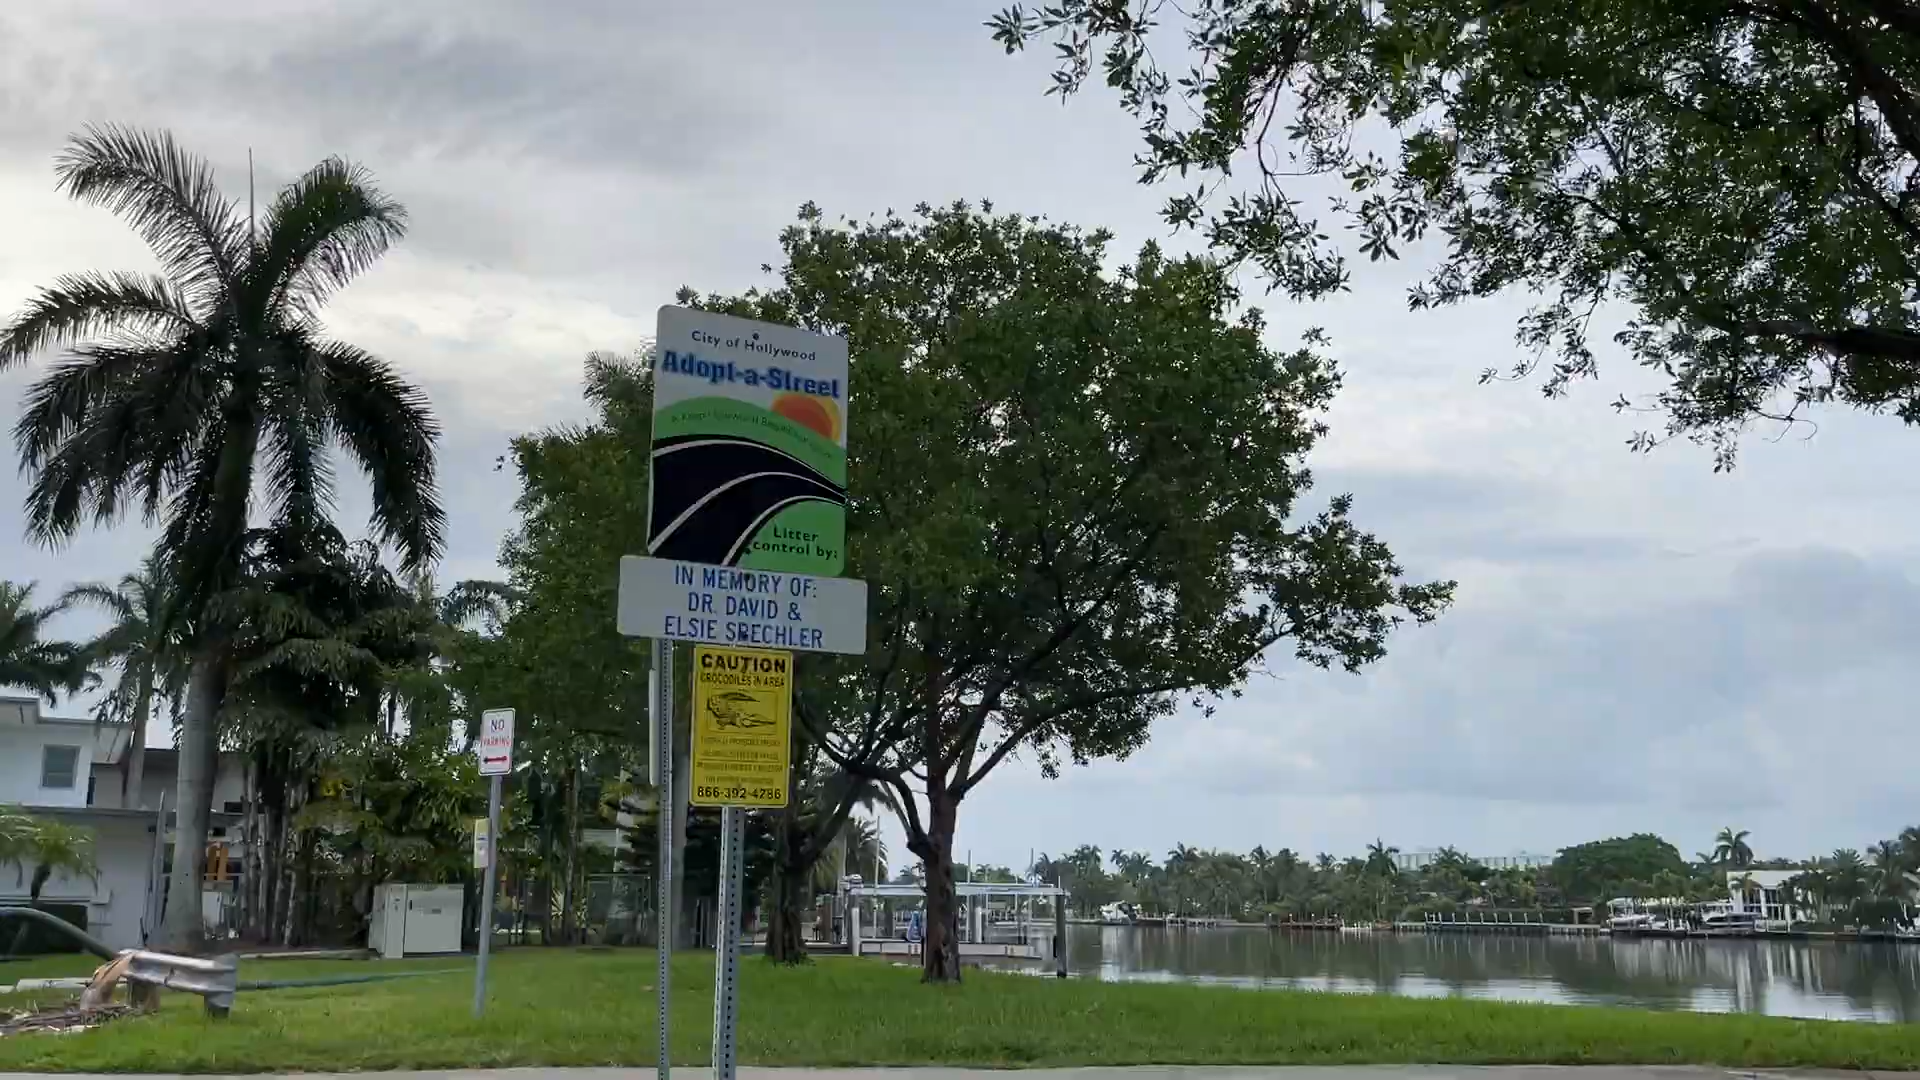 City of Hollywood
Adopt-a-Street
Litter
control by:
IN MEMORY OF:
DR. DAVID &
ELSIE SPECHLER
CAUTION
CROCODILES IN AREA
866-392-4286
NO
PARKING